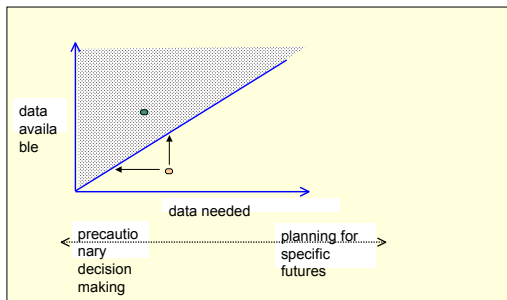 data
availa
ble
data needed
precautio
nary
decision
making
planning for
specific
futures